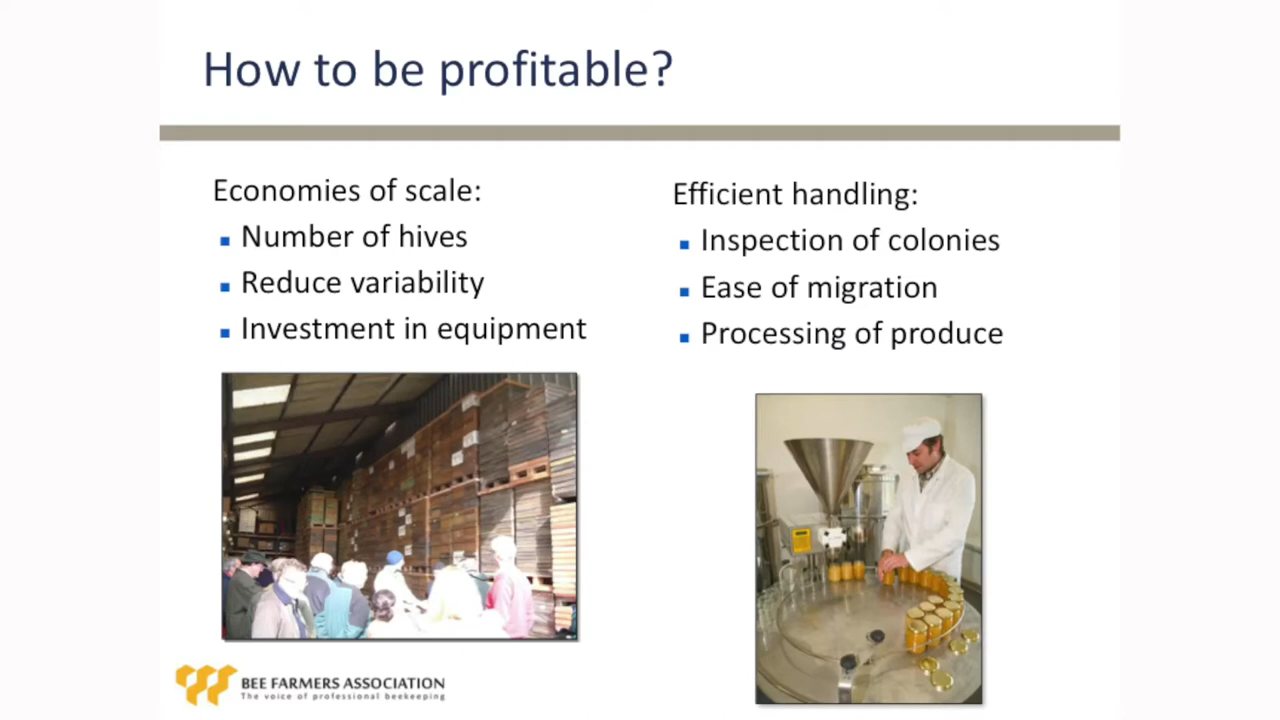 How to be profitable?
Economies of scale:
Number of hives
Reduce variability
Investment in equipment
Efficient handling:
Inspection of colonies
Ease of migration
Processing of produce
BEE FARMERS ASSOCIATION
The voice of professional beekeeping